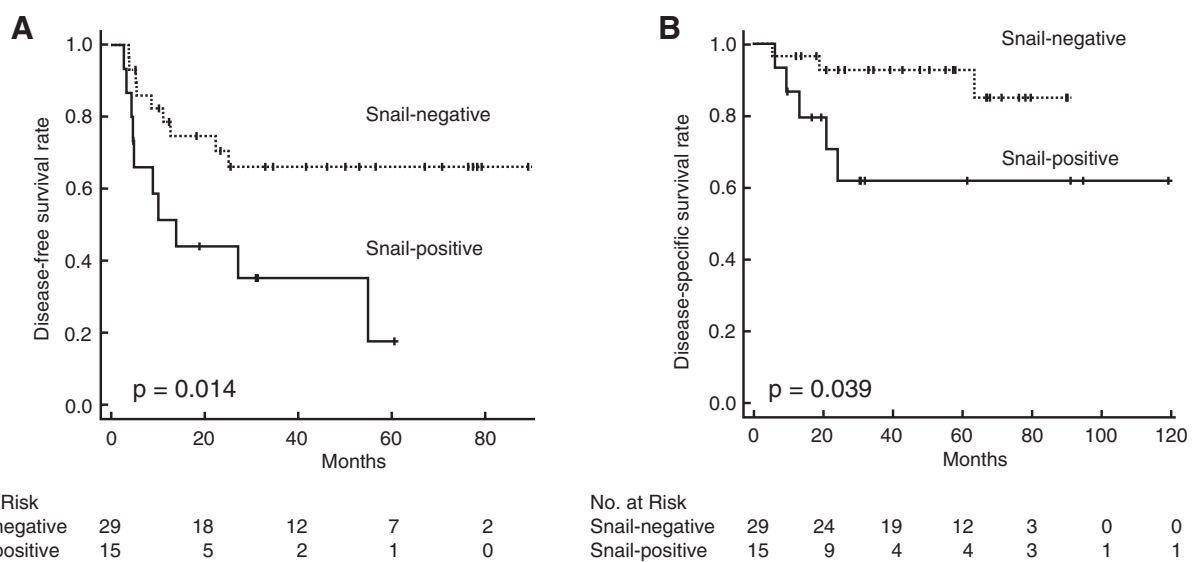 A
Disease-free survival rate
1.0
0.8
0.6
0.4
0.2
0.0
Snail-negative
Snail-positive
p = 0.014
0 20 40 60 80
Months
Risk
negative 29 18 12 7 2
positive 15 5 2 1 0
B
Disease-specific survival rate
1.0
0.8
0.6
0.4
0.2
0.0
Snail-negative
Snail-positive
p = 0.039
0 20 40 60 80 100 120
Months
No. at Risk
Snail-negative 29 24 19 12 3 0 0
Snail-positive 15 9 4 4 3 1 1